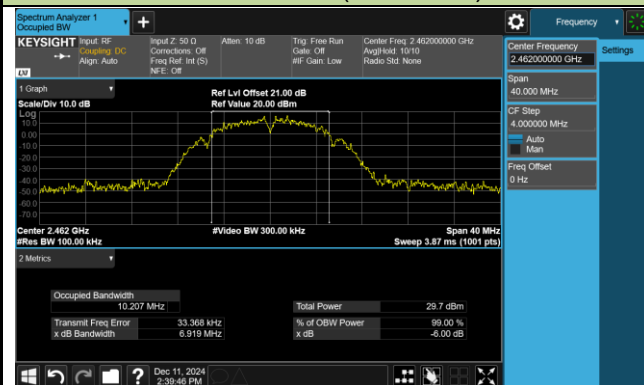 Spectrum Analyzer 1
Occupied BW
Frequency
KEYSIGHT
Input: RF
Coupling: DC
Align: Auto
Input Z: 50 Ω
Corrections: Off
Freq Ref: Int (S)
NFE: Off
Atten: 10 dB
Trig: Free Run
Gate: Off
#IF Gain: Low
Center Freq: 2.462000000 GHz
Avg|Hold: 10/10
Radio Std: None
LXI
Center Frequency
2.462000000 GHz
Settings
Span
40.000 MHz
CF Step
4.000000 MHz
Auto
Man
Freq Offset
0 Hz
1 Graph
Scale/Div 10.0 dB
Ref Lvl Offset 21.00 dB
Ref Value 20.00 dBm
Log
10.0
0.00
-10.0
-20.0
-30.0
-40.0
-50.0
-60.0
-70.0
Center 2.462 GHz
#Res BW 100.00 kHz
#Video BW 300.00 kHz
Span 40 MHz
Sweep 3.87 ms (1001 pts)
2 Metrics
Occupied Bandwidth
10.207 MHz
Total Power 29.7 dBm
Transmit Freq Error 33.368 kHz
% of OBW Power 99.00 %
x dB Bandwidth 6.919 MHz
x dB -6.00 dB
Dec 11, 2024
2:39:46 PM